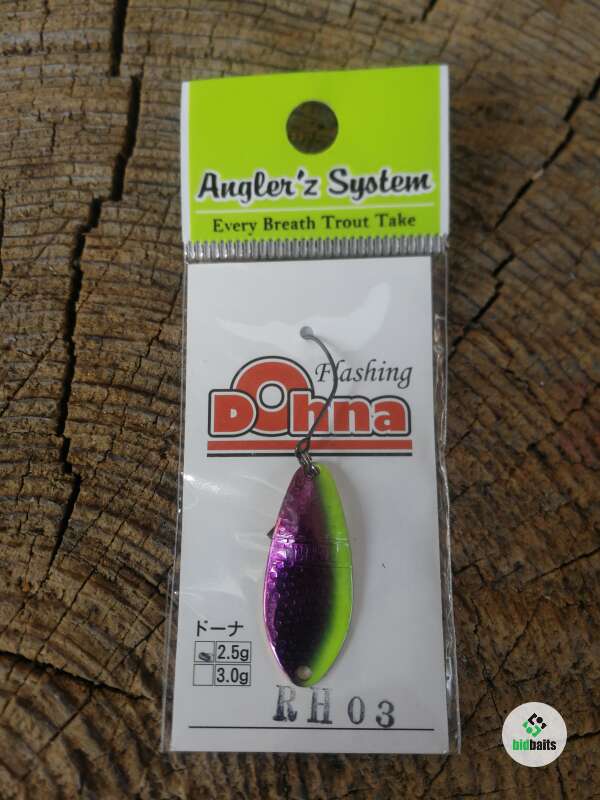 Angler'z System
Every Breath Trout Take
Flashing
Dohna
ドーナ
2.5g
3.0g
RH03
bidbaits